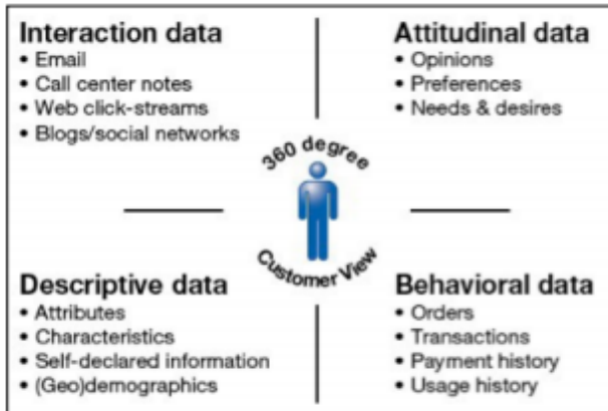 Interaction data
• Email
• Call center notes
• Web click-streams
• Blogs/social networks
Attitudinal data
• Opinions
• Preferences
• Needs & desires
360 degree
Customer View
Descriptive data
• Attributes
• Characteristics
• Self-declared information
• (Geo)demographics
Behavioral data
• Orders
• Transactions
• Payment history
• Usage history